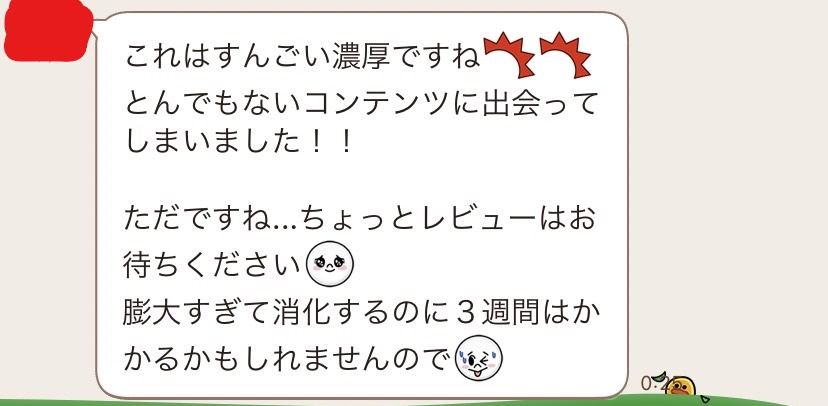 これはすんごい濃厚ですね
とんでもないコンテンツに出会って
しまいました！！
ただですね…ちょっとレビューはお
待ちください
膨大すぎて消化するのに３週間はか
かるかもしれませんので